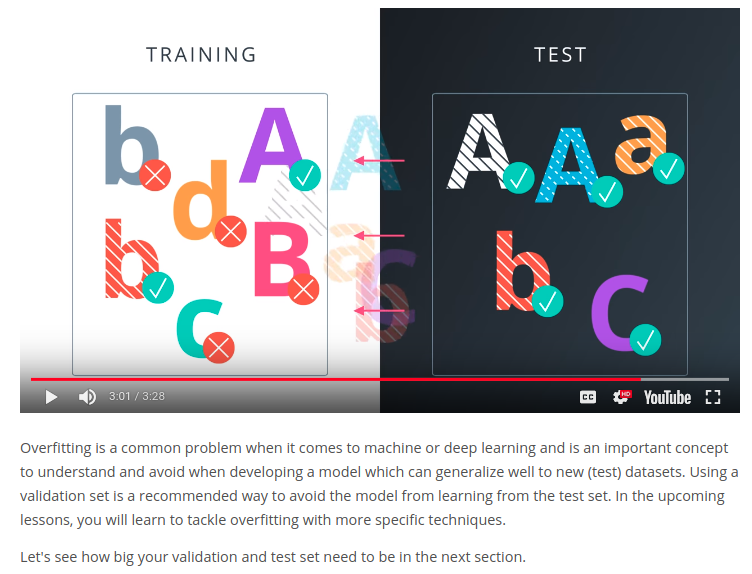 TRAINING
TEST
b
A
A
A
A
a
d
b
B
a
c
b
b
c
c
3:01 / 3:28
CC
HD
YouTube
Overfitting is a common problem when it comes to machine or deep learning and is an important concept
to understand and avoid when developing a model which can generalize well to new (test) datasets. Using a
validation set is a recommended way to avoid the model from learning from the test set. In the upcoming
lessons, you will learn to tackle overfitting with more specific techniques.
Let's see how big your validation and test set need to be in the next section.